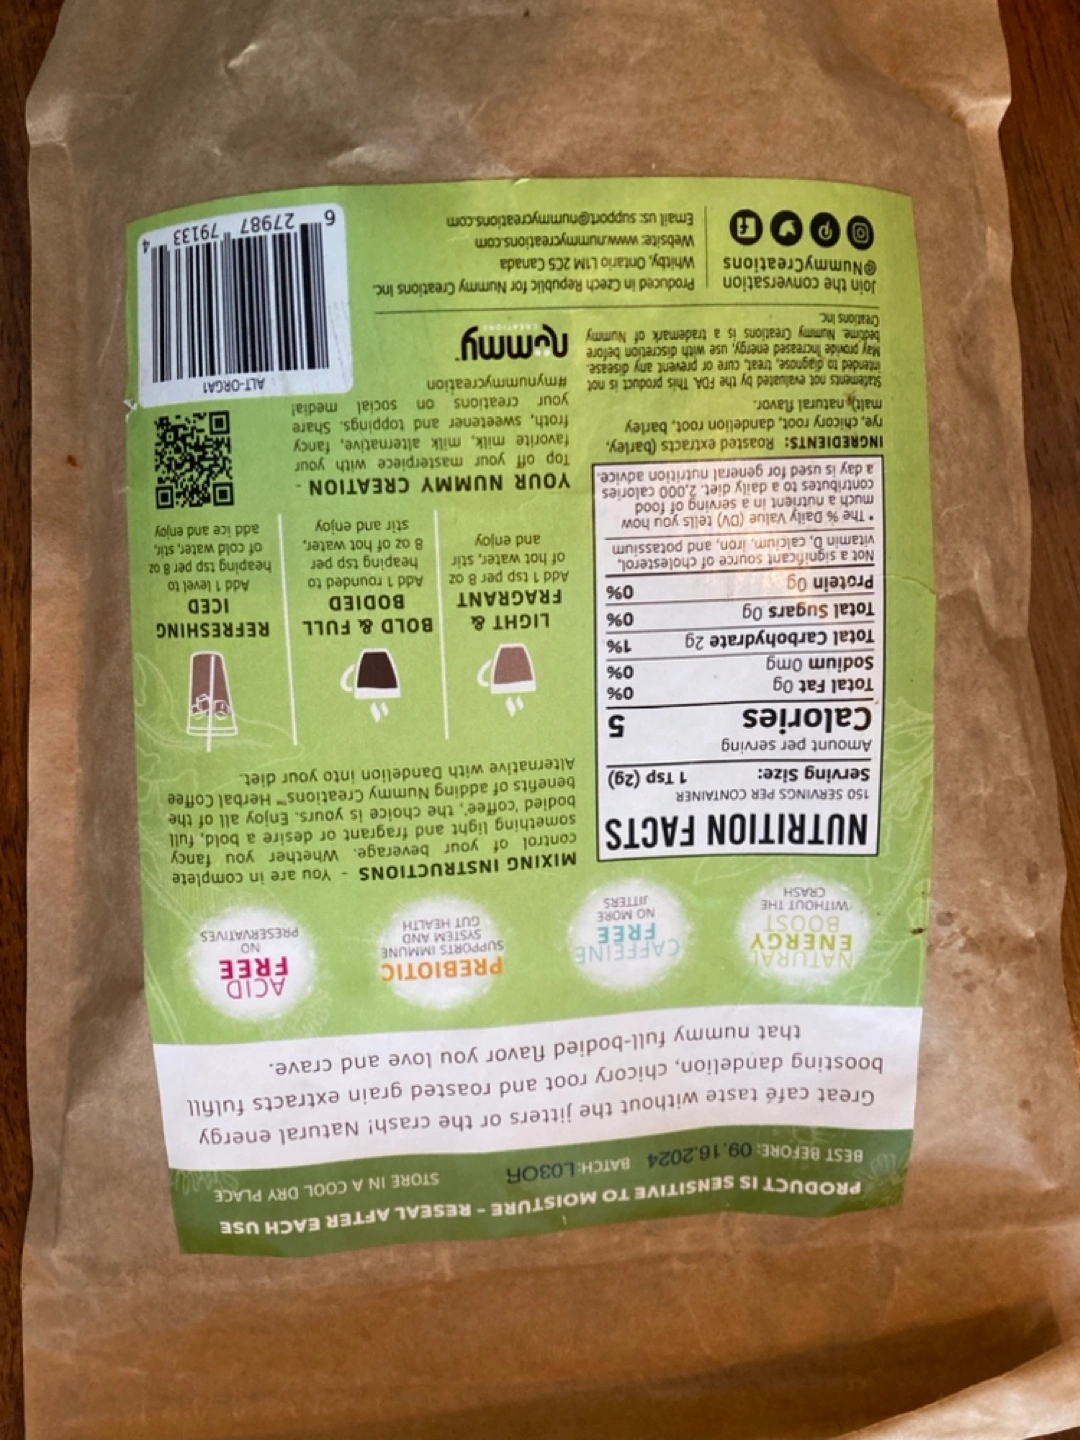 PRODUCT IS SENSITIVE TO MOISTURE - RESEAL AFTER EACH USE
BEST BEFORE: 09.16.2024 BATCH: L03OR STORE IN A COOL DRY PLACE
Great café taste without the jitters or the crash! Natural energy
boosting dandelion, chicory root and roasted grain extracts fulfill
that nummy full-bodied flavor you love and crave.
NATURAL
ENERGY
BOOST
WITHOUT THE
CRASH
CAFFEINE
FREE
NO MORE
JITTERS
PREBIOTIC
SUPPORTS IMMUNE
SYSTEM AND
GUT HEALTH
ACID
FREE
NO
PRESERVATIVES
NUTRITION FACTS
150 SERVINGS PER CONTAINER
Serving Size: 1 Tsp (2g)
Amount per serving
Calories 5
Total Fat 0g 0%
Sodium 0mg 0%
Total Carbohydrate 2g 1%
Total Sugars 0g 0%
Protein 0g 0%
Not a significant source of cholesterol,
vitamin D, calcium, iron, and potassium
* The % Daily Value (DV) tells you how
much a nutrient in a serving of food
contributes to a daily diet. 2,000 calories
a day is used for general nutrition advice.
INGREDIENTS: Roasted extracts (barley,
rye, chicory root, dandelion root, barley
malt), natural flavor.
Statements not evaluated by the FDA. This product is not
intended to diagnose, treat, cure or prevent any disease.
May provide increased energy, use with discretion before
bedtime. Nummy Creations is a trademark of Nummy
Creations Inc.
MIXING INSTRUCTIONS - You are in complete
control of your beverage. Whether you fancy
something light and fragrant or desire a bold, full
bodied 'coffee', the choice is yours. Enjoy all of the
benefits of adding Nummy Creations™ Herbal Coffee
Alternative with Dandelion into your diet.
LIGHT &
FRAGRANT
Add 1 tsp per 8 oz
of hot water, stir
and enjoy
BOLD & FULL
BODIED
Add 1 rounded to
heaping tsp per
8 oz of hot water,
stir and enjoy
REFRESHING
ICED
Add 1 level to
heaping tsp per 8 oz
of cold water, stir,
add ice and enjoy
YOUR NUMMY CREATION -
Top off your masterpiece with your
favorite milk, milk alternative, fancy
froth, sweetener and toppings. Share
your creations on social media!
#mynummycreation
nummy™
CREATIONS
ALT-ORGA1
6 27987 79133 4
Join the conversation
@NummyCreations
Produced in Czech Republic for Nummy Creations Inc.
Whitby, Ontario L1M 2C5 Canada
Website: www.nummycreations.com
Email us: support@nummycreations.com